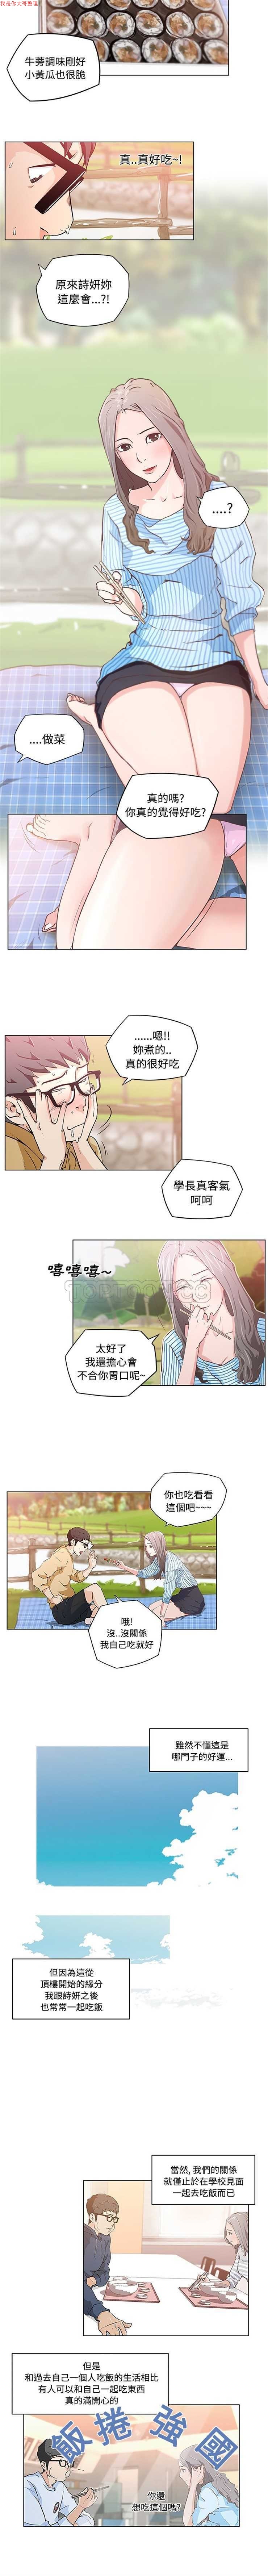 我是你大哥藝壇
牛蒡調味剛好
小黃瓜也很脆
真..真好吃~!
原來詩妍妳
這麼會...?!
....?
....做菜
真的嗎?
你真的覺得好吃?
......嗯!!
妳煮的..
真的很好吃
學長真客氣
呵呵
嘻嘻嘻~
太好了
我還擔心會
不合你胃口呢~
你也吃看看
這個吧~~~
哦!
沒..沒關係
我自己吃就好
雖然不懂這是
哪門子的好運...
但因為這從
頂樓開始的緣分
我跟詩妍之後
也常常一起吃飯
當然, 我們的關係
就僅止於在學校見面
一起去吃飯而已
但是
和過去自己一個人吃飯的生活相比
有人可以和自己一起吃東西
真的滿開心的
飯捲強國
你還
想吃這個嗎?